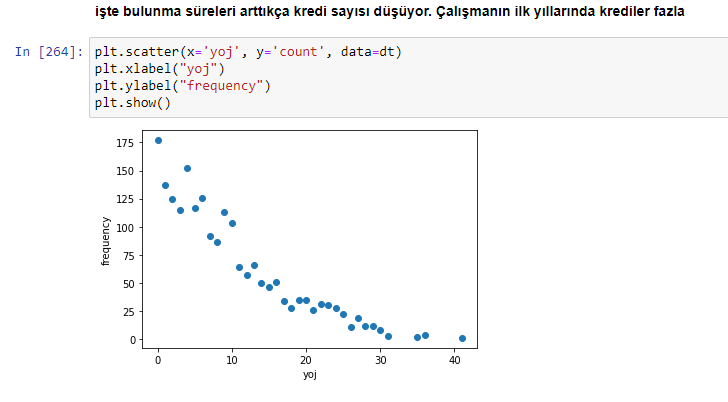 işte bulunma süreleri arttıkça kredi sayısı düşüyor. Çalışmanın ilk yıllarında krediler fazla
In [264]: plt.scatter(x='yoj', y='count', data=dt)
plt.xlabel("yoj")
plt.ylabel("frequency")
plt.show()
175
150
125
100
75
50
25
0
frequency
0 10 20 30 40
yoj